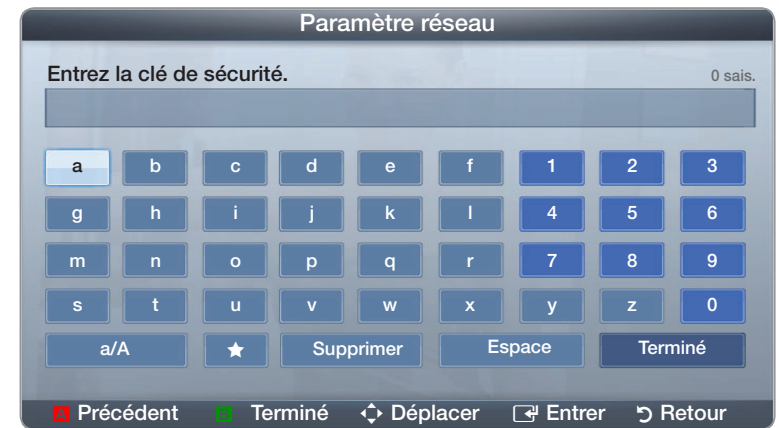 Paramètre réseau
Entrez la clé de sécurité. 0 sais.
a b c d e f 1 2 3
g h i j k l 4 5 6
m n o p q r 7 8 9
s t u v w x y z 0
a/A ★ Supprimer Espace Terminé
A Précédent B Terminé Déplacer Entrer Retour